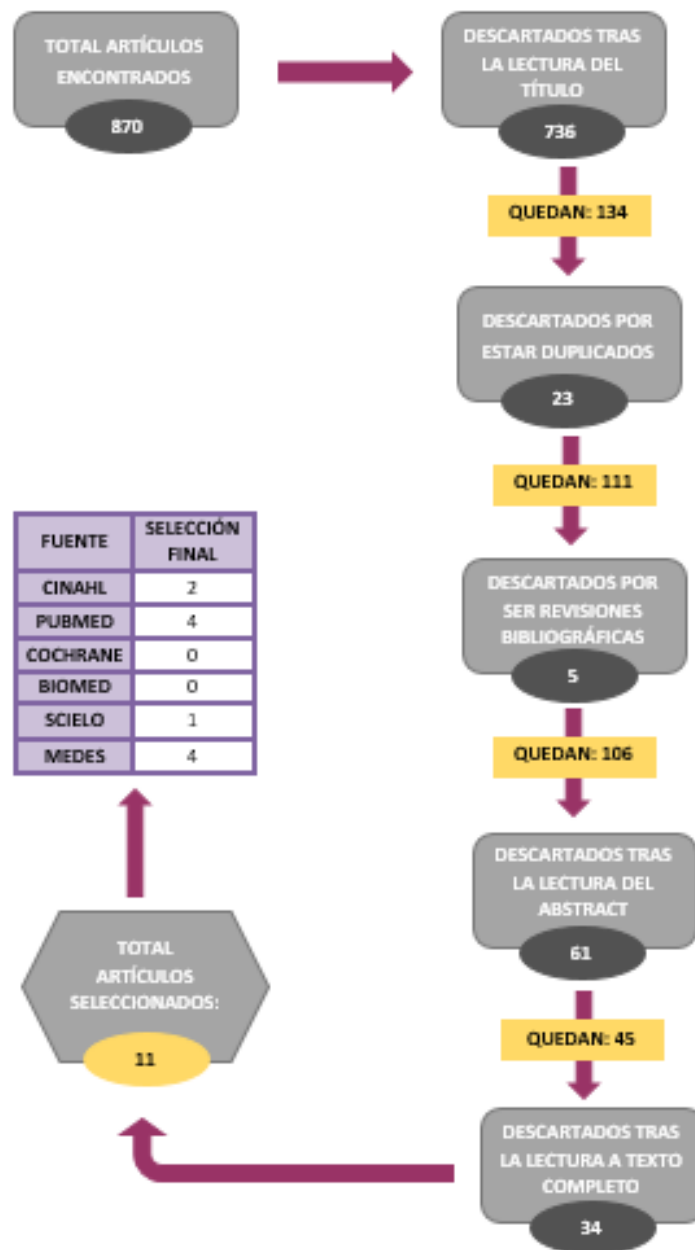 TOTAL ARTÍCULOS
ENCONTRADOS
870
DESCARTADOS TRAS
LA LECTURA DEL
TÍTULO
736
QUEDAN: 134
DESCARTADOS POR
ESTAR DUPLICADOS
23
QUEDAN: 111
DESCARTADOS POR
SER REVISIONES
BIBLIOGRÁFICAS
5
QUEDAN: 106
DESCARTADOS TRAS
LA LECTURA DEL
ABSTRACT
61
QUEDAN: 45
DESCARTADOS TRAS
LA LECTURA A TEXTO
COMPLETO
34
TOTAL
ARTÍCULOS
SELECCIONADOS:
11
FUENTE SELECCIÓN
FINAL
CINAHL 2
PUBMED 4
COCHRANE 0
BIOMED 0
SCIELO 1
MEDES 4